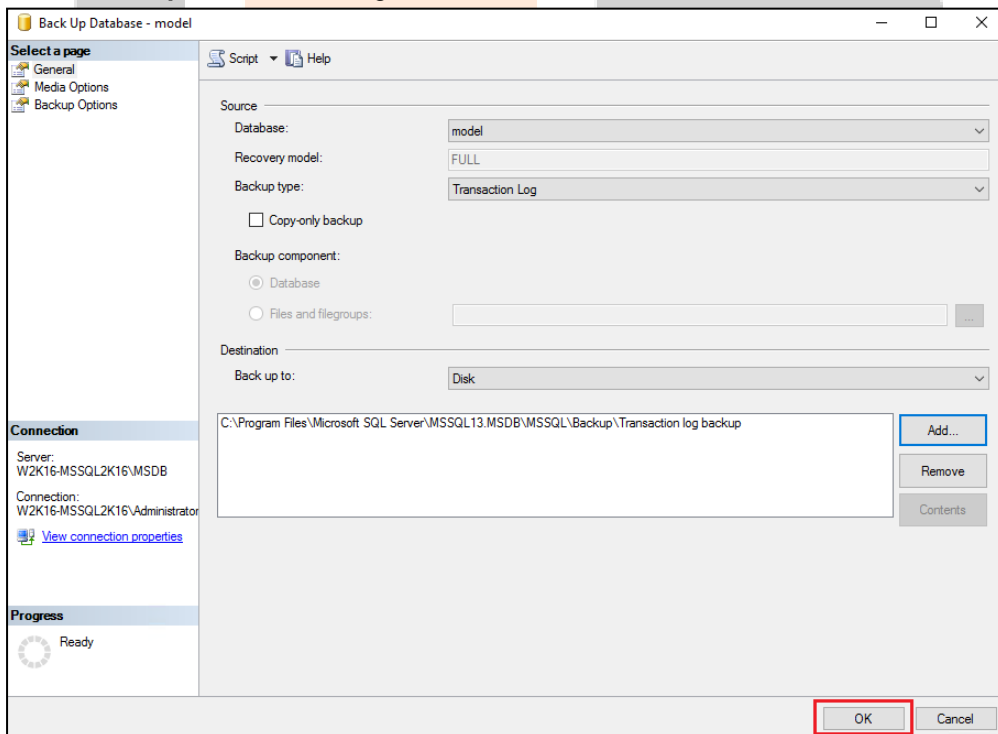 Back Up Database - model
Select a page
General
Media Options
Backup Options
Script
Help
Source
Database:
model
Recovery model:
FULL
Backup type:
Transaction Log
Copy-only backup
Backup component:
Database
Files and filegroups:
...
Destination
Back up to:
Disk
C:\Program Files\Microsoft SQL Server\MSSQL13.MSDB\MSSQL\Backup\Transaction log backup
Add...
Remove
Contents
Connection
Server:
W2K16-MSSQL2K16\MSDB
Connection:
W2K16-MSSQL2K16\Administrator
View connection properties
Progress
Ready
OK
Cancel